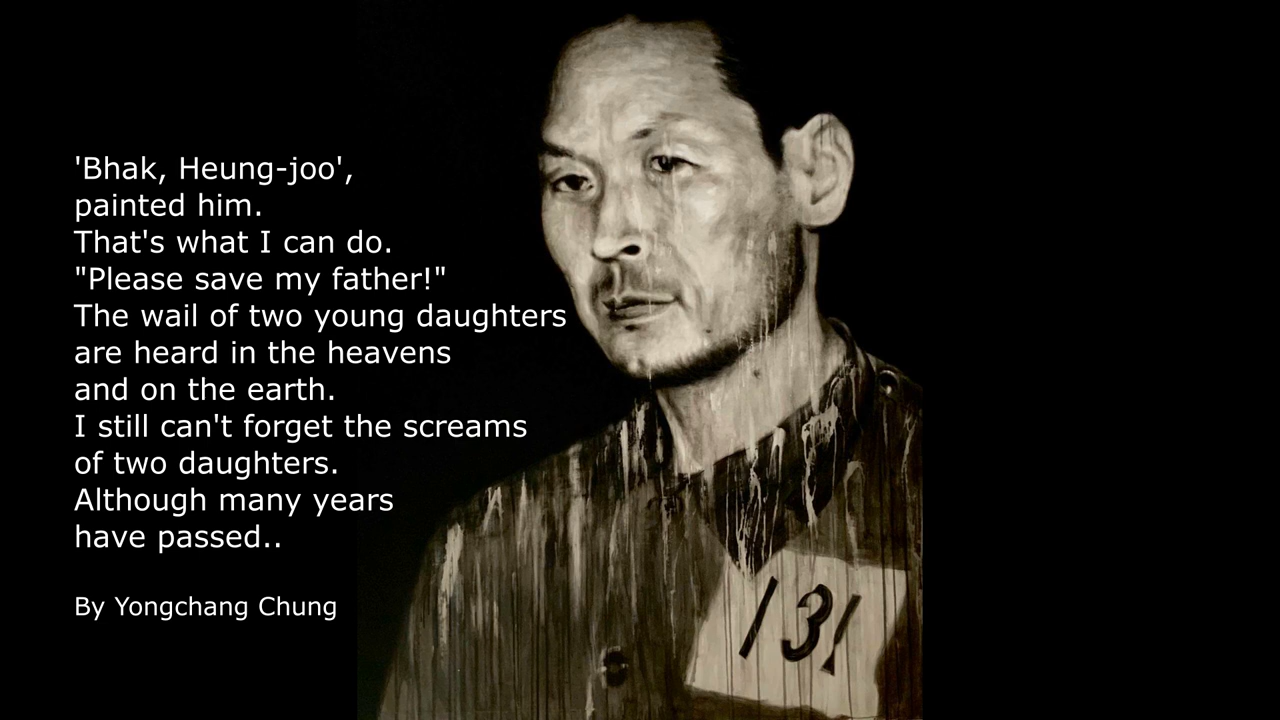 'Bhak, Heung-joo',
painted him.
That's what I can do.
"Please save my father!"
The wail of two young daughters
are heard in the heavens
and on the earth.
I still can't forget the screams
of two daughters.
Although many years
have passed..
By Yongchang Chung
131